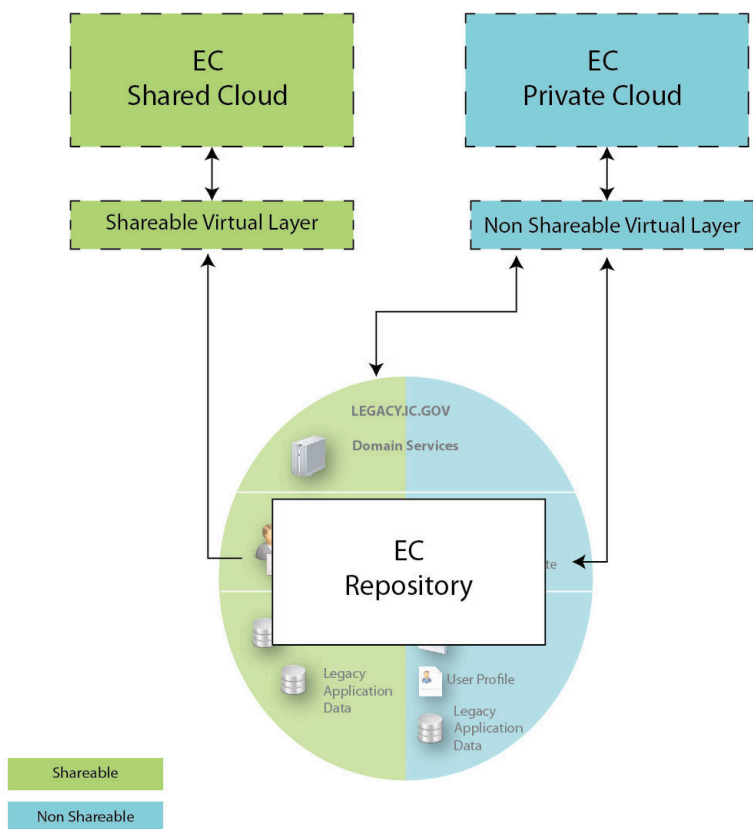 EC
Shared Cloud
EC
Private Cloud
Shareable Virtual Layer
Non Shareable Virtual Layer
LEGACY.IC.GOV
Domain Services
EC
Repository
Legacy
Application
Data
User Profile
Legacy
Application
Data
Shareable
Non Shareable